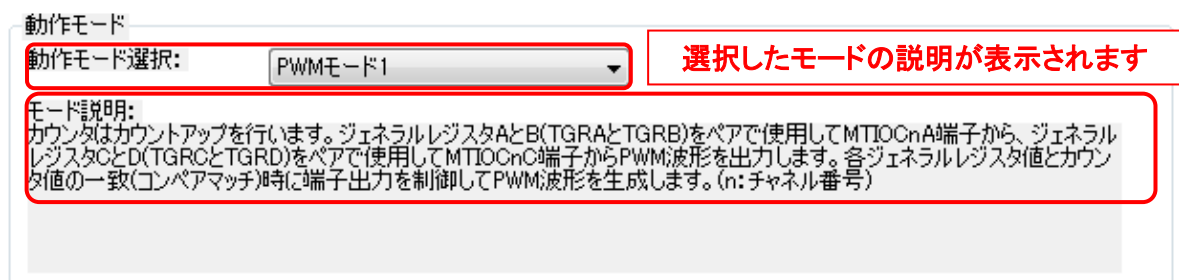 動作モード
動作モード選択:
PWMモード1
選択したモードの説明が表示されます
モード説明:
カウンタはカウントアップを行います。ジェネラルレジスタAとB(TGRAとTGRB)をペアで使用してMTIOCnA端子から、ジェネラル
レジスタCとD(TGRCとTGRD)をペアで使用してMTIOCnC端子からPWM波形を出力します。各ジェネラルレジスタ値とカウン
タ値の一致(コンペアマッチ)時に端子出力を制御してPWM波形を生成します。(n:チャネル番号)